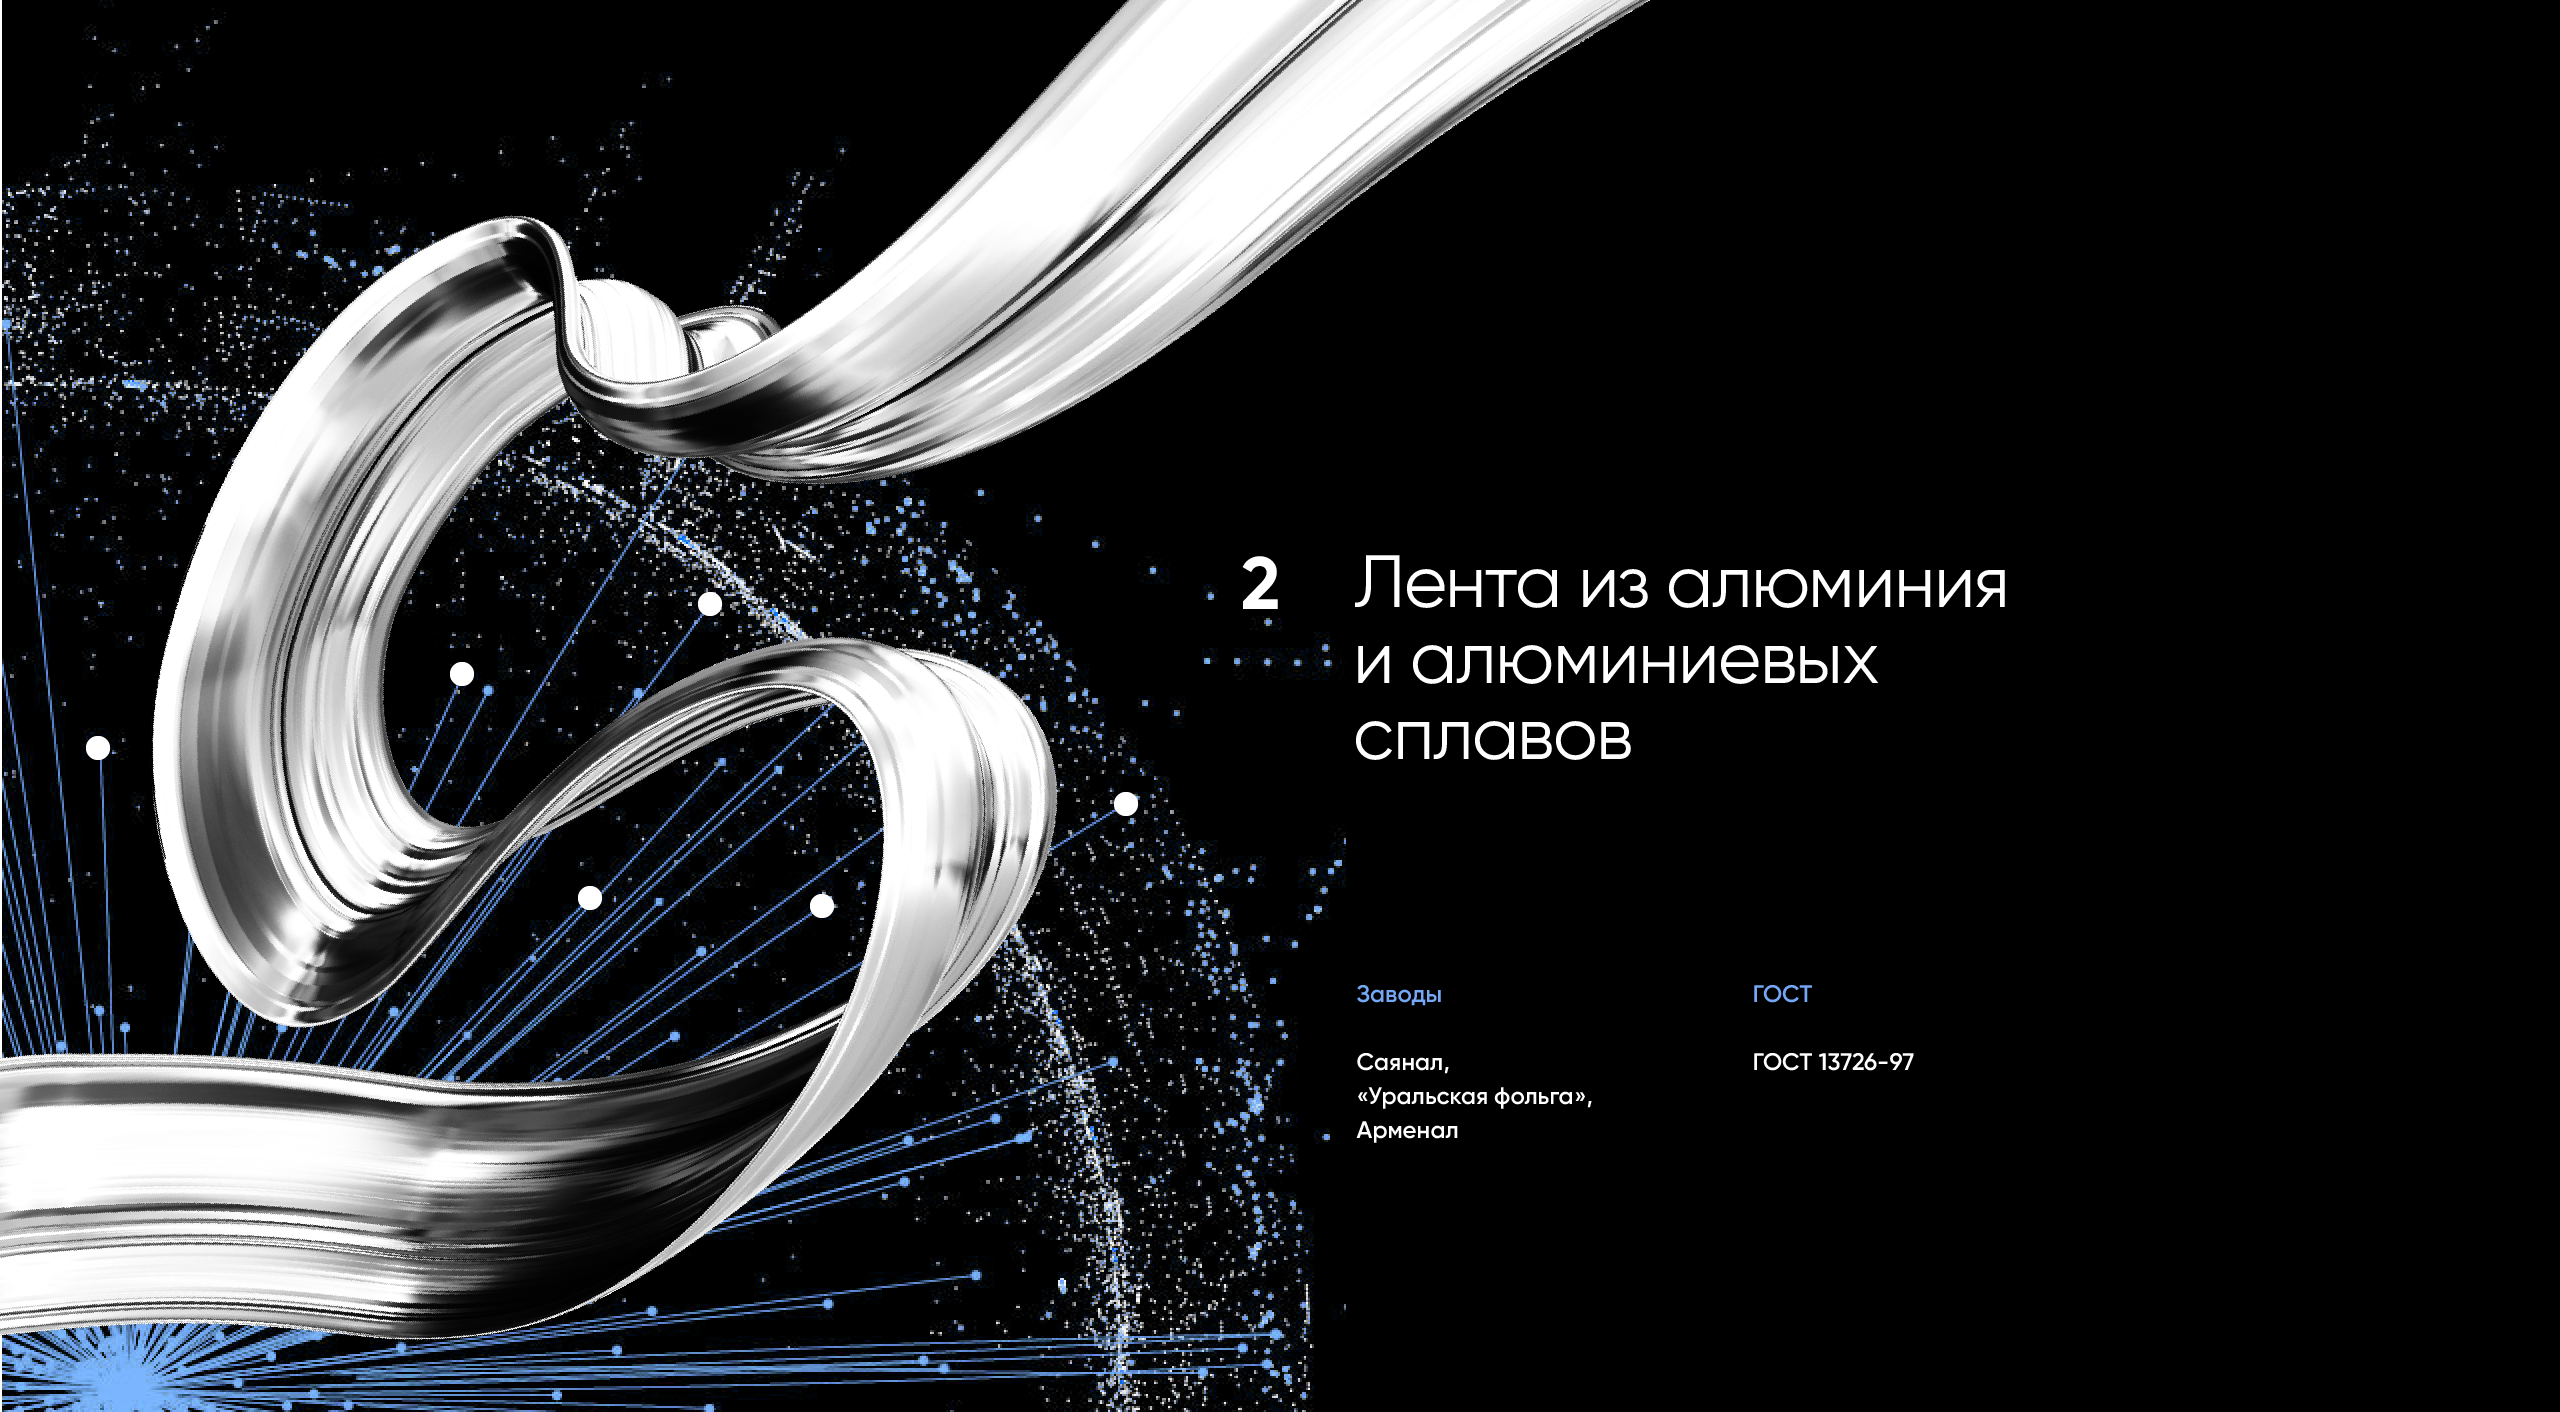 2 Лента из алюминия
и алюминиевых
сплавов
Заводы
Саянал,
«Уральская фольга»,
Арменал
ГОСТ
ГОСТ 13726-97